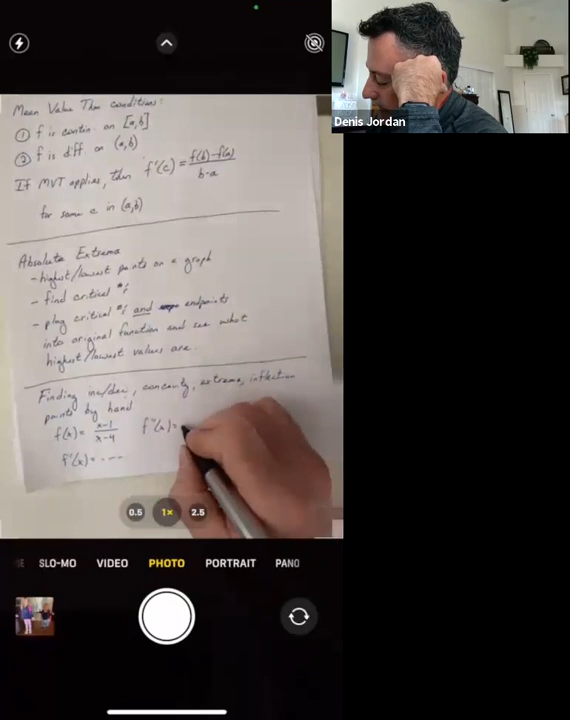 Denis Jordan
Mean Value Thm conditions:
① f is contin. on [a,b]
② f is diff on (a,b)
If MVT applies, then f'(c) = f(b)-f(a) / b-a
for some c in (a,b)
Absolute Extrema
- highest/lowest points on a graph
- find critical #s
- plug critical #s and endpoints
into original function and see what
highest/lowest values are.
Finding inc/dec, concavity, extrema, inflection
points by hand
f(x) = x-1 / x-4 f''(x) =
f'(x) = ----
0.5 1× 2.5
SLO-MO VIDEO PHOTO PORTRAIT PANO